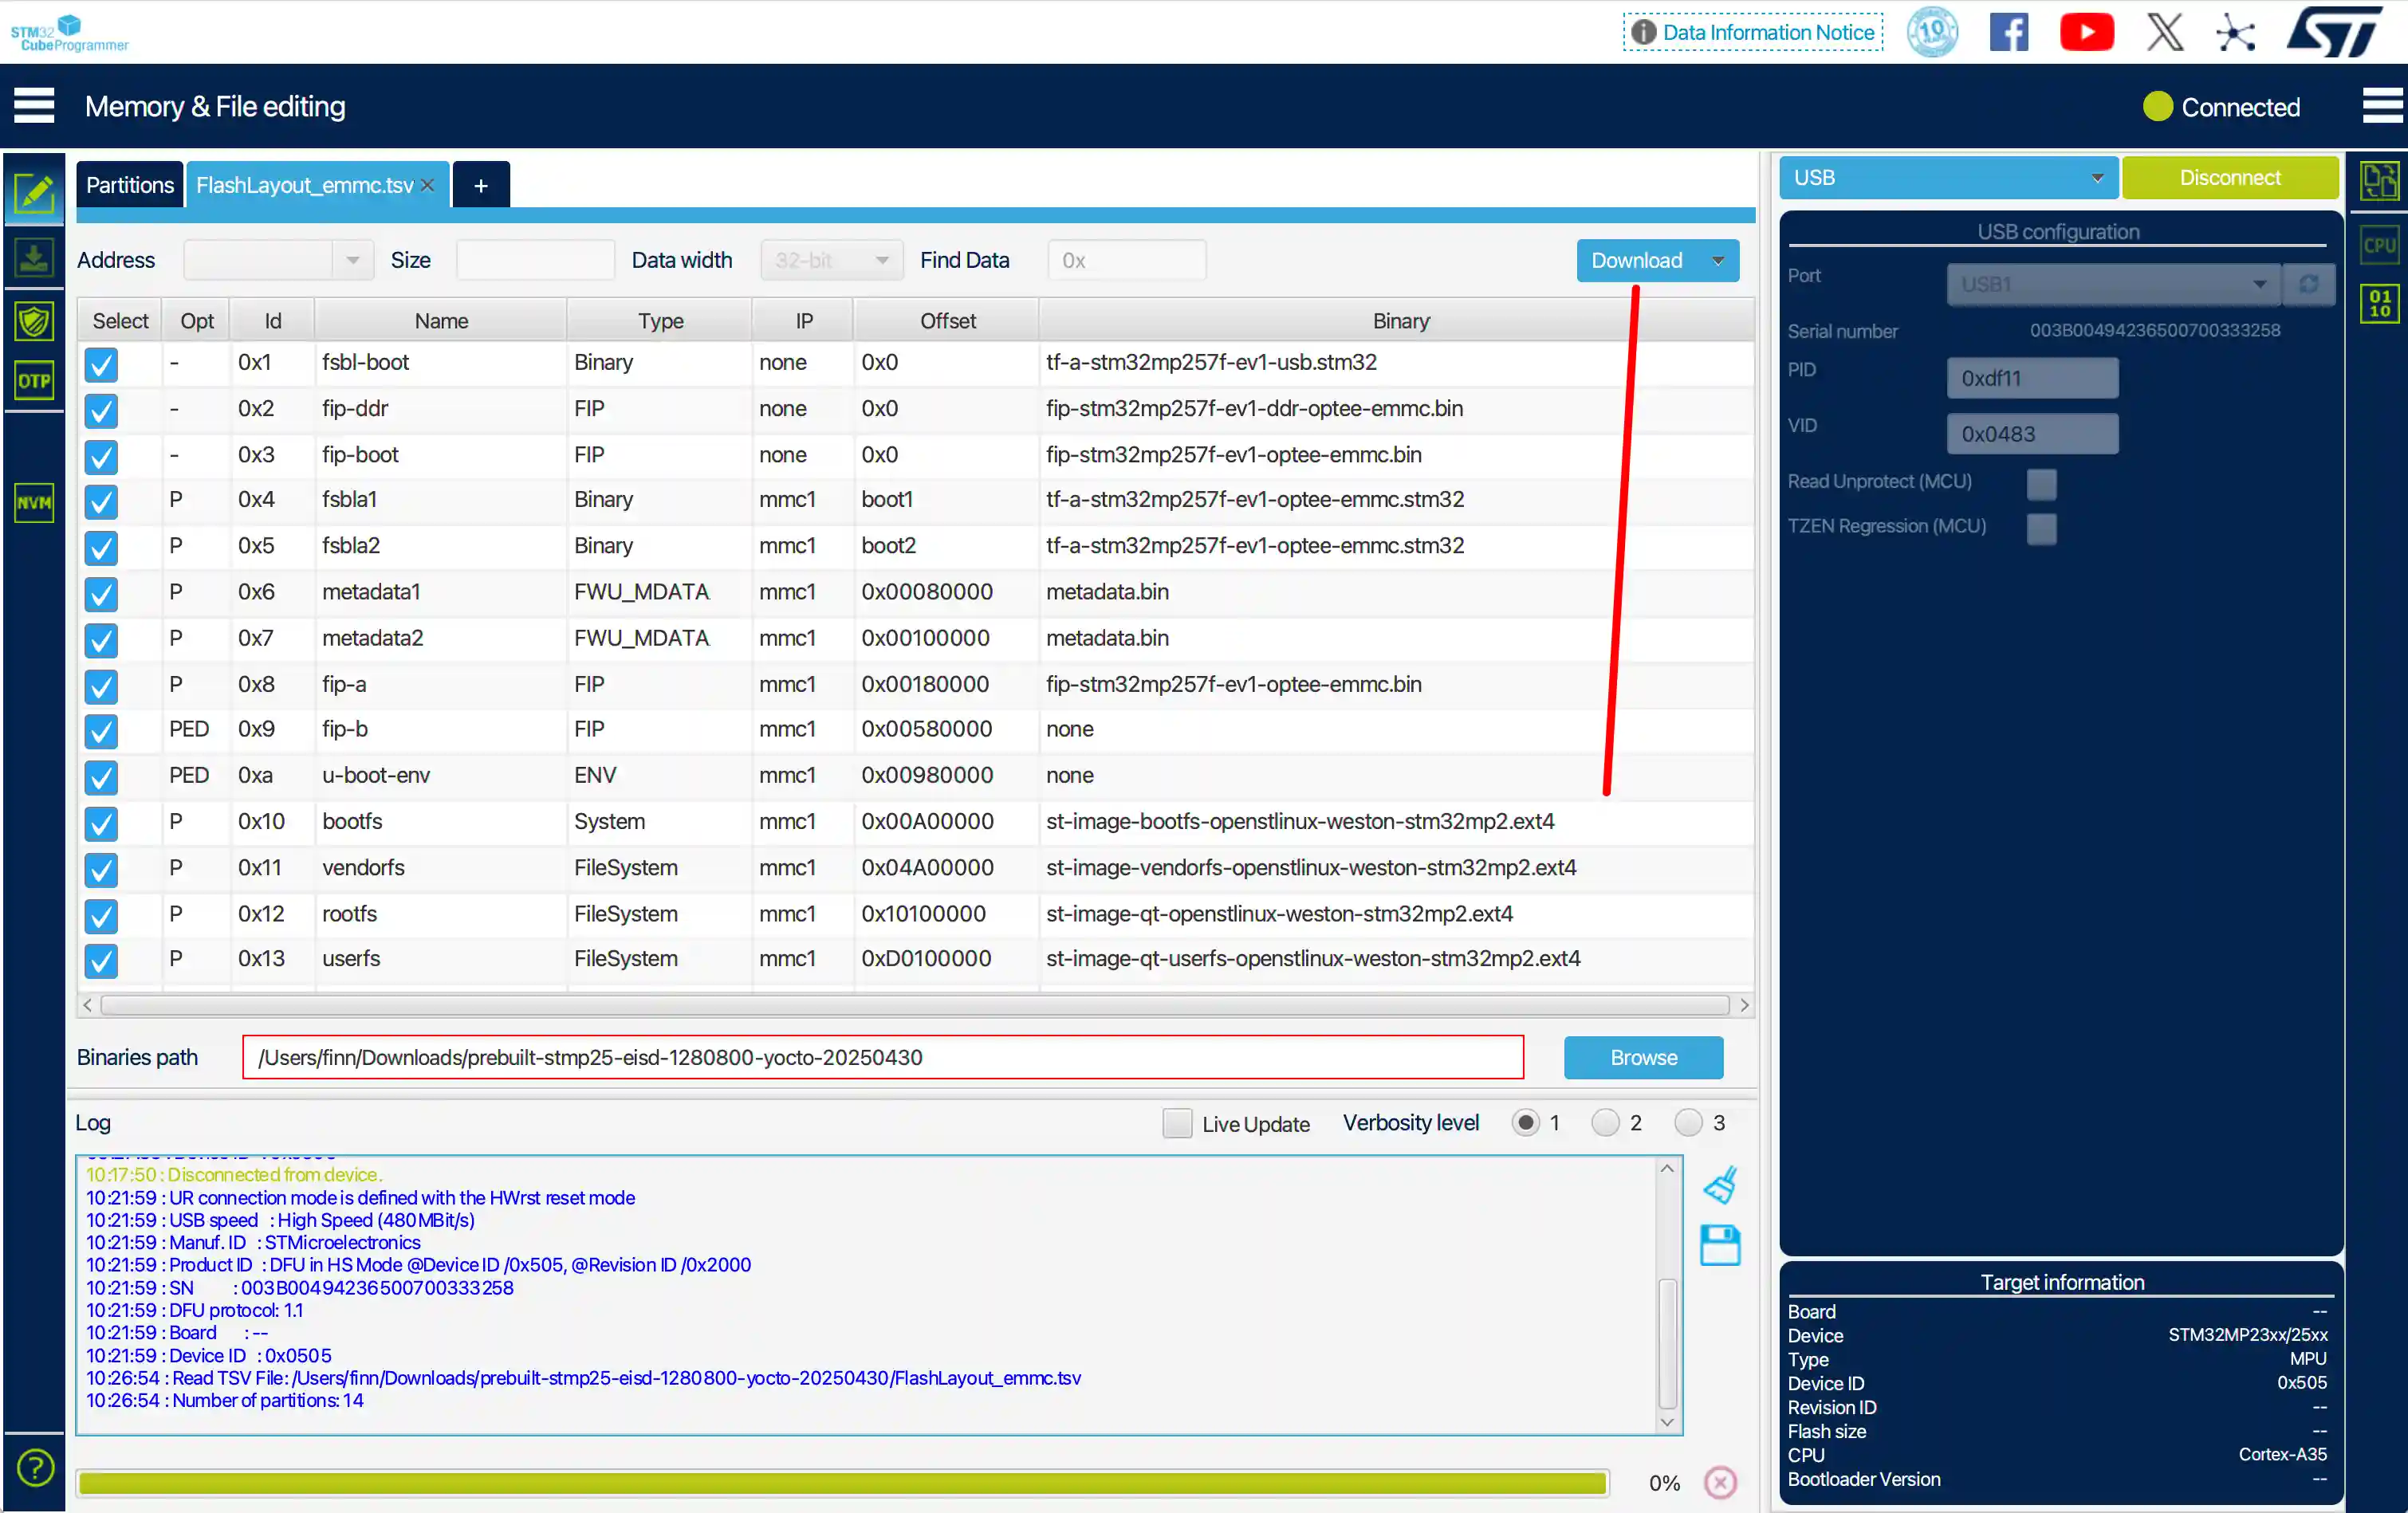 STM32
CubeProgrammer
Data Information Notice
10
Memory & File editing
Connected
Partitions
FlashLayout_emmc.tsv
+
USB
Disconnect
Address
Size
Data width
32-bit
Find Data
0x
Download
Select Opt Id Name Type IP Offset Binary
- 0x1 fsbl-boot Binary none 0x0 tf-a-stm32mp257f-ev1-usb.stm32
- 0x2 fip-ddr FIP none 0x0 fip-stm32mp257f-ev1-ddr-optee-emmc.bin
- 0x3 fip-boot FIP none 0x0 fip-stm32mp257f-ev1-optee-emmc.bin
P 0x4 fsbla1 Binary mmc1 boot1 tf-a-stm32mp257f-ev1-optee-emmc.stm32
P 0x5 fsbla2 Binary mmc1 boot2 tf-a-stm32mp257f-ev1-optee-emmc.stm32
P 0x6 metadata1 FWU_MDATA mmc1 0x00080000 metadata.bin
P 0x7 metadata2 FWU_MDATA mmc1 0x00100000 metadata.bin
P 0x8 fip-a FIP mmc1 0x00180000 fip-stm32mp257f-ev1-optee-emmc.bin
PED 0x9 fip-b FIP mmc1 0x00580000 none
PED 0xa u-boot-env ENV mmc1 0x00980000 none
P 0x10 bootfs System mmc1 0x00A00000 st-image-bootfs-openstlinux-weston-stm32mp2.ext4
P 0x11 vendorfs FileSystem mmc1 0x04A00000 st-image-vendorfs-openstlinux-weston-stm32mp2.ext4
P 0x12 rootfs FileSystem mmc1 0x10100000 st-image-qt-openstlinux-weston-stm32mp2.ext4
P 0x13 userfs FileSystem mmc1 0xD0100000 st-image-qt-userfs-openstlinux-weston-stm32mp2.ext4
Binaries path
/Users/finn/Downloads/prebuilt-stmp25-eisd-1280800-yocto-20250430
Browse
Log
Live Update
Verbosity level
1
2
3
10:17:50 : Disconnected from device.
10:21:59 : UR connection mode is defined with the HWrst reset mode
10:21:59 : USB speed : High Speed (480MBit/s)
10:21:59 : Manuf. ID : STMicroelectronics
10:21:59 : Product ID : DFU in HS Mode @Device ID /0x505, @Revision ID /0x2000
10:21:59 : SN : 003B00494236500700333258
10:21:59 : DFU protocol: 1.1
10:21:59 : Board : --
10:21:59 : Device ID : 0x0505
10:26:54 : Read TSV File: /Users/finn/Downloads/prebuilt-stmp25-eisd-1280800-yocto-20250430/FlashLayout_emmc.tsv
10:26:54 : Number of partitions: 14
0%
OTP
NVM
?
USB configuration
Port USB1
Serial number 003B00494236500700333258
PID 0xdf11
VID 0x0483
Read Unprotect (MCU)
TZEN Regression (MCU)
Target information
Board --
Device STM32MP23xx/25xx
Type MPU
Device ID 0x505
Revision ID --
Flash size --
CPU Cortex-A35
Bootloader Version --
CPU
01
10